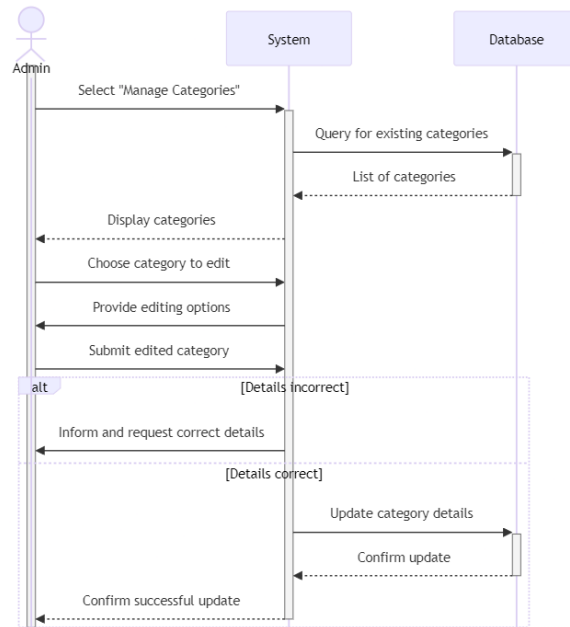 System
Database
Admin
Select "Manage Categories"
Query for existing categories
List of categories
Display categories
Choose category to edit
Provide editing options
Submit edited category
alt
[Details incorrect]
Inform and request correct details
[Details correct]
Update category details
Confirm update
Confirm successful update